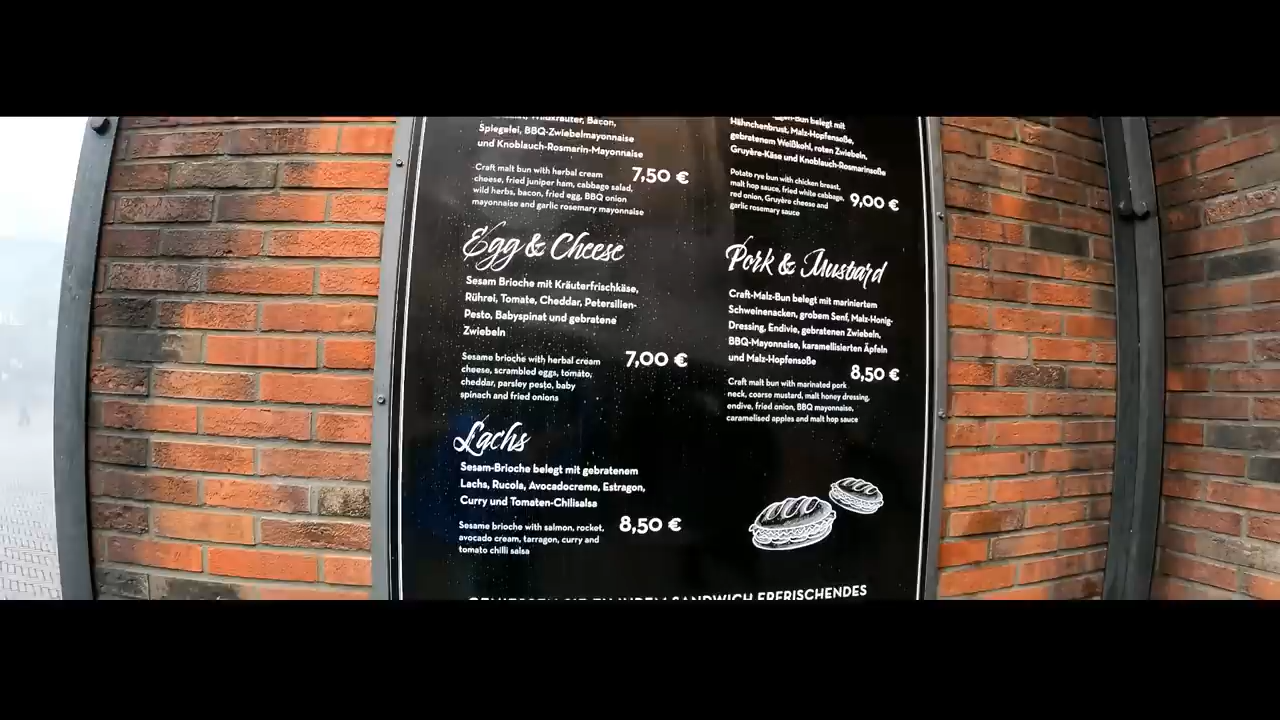 Wildkräuter, Bacon,
Spiegelei, BBQ-Zwiebelmayonnaise
und Knoblauch-Rosmarin-Mayonnaise
Craft malt bun with herbal cream
cheese, fried juniper ham, cabbage salad,
wild herbs, bacon, fried egg, BBQ onion
mayonnaise and garlic rosemary mayonnaise
7,50 €
Egg & Cheese
Sesam Brioche mit Kräuterfrischkäse,
Rührei, Tomate, Cheddar, Petersilien-
Pesto, Babyspinat und gebratene
Zwiebeln
Sesame brioche with herbal cream
cheese, scrambled eggs, tomato,
cheddar, parsley pesto, baby
spinach and fried onions
7,00 €
Lachs
Sesam-Brioche belegt mit gebratenem
Lachs, Rucola, Avocadocreme, Estragon,
Curry und Tomaten-Chilisalsa
Sesame brioche with salmon, rocket,
avocado cream, tarragon, curry and
tomato chilli salsa
8,50 €
belegt mit
Hähnchenbrust, Malz-Hopfensoße,
gebratenem Weißkohl, roten Zwiebeln,
Gruyère-Käse und Knoblauch-Rosmarinsoße
Potato rye bun with chicken breast,
malt hop sauce, fried white cabbage,
red onion, Gruyère cheese and
garlic rosemary sauce
9,00 €
Pork & Mustard
Craft-Malz-Bun belegt mit mariniertem
Schweinenacken, grobem Senf, Malz-Honig-
Dressing, Endivie, gebratenen Zwiebeln,
BBQ-Mayonnaise, karamellisierten Äpfeln
und Malz-Hopfensoße
8,50 €
Craft malt bun with marinated pork
neck, coarse mustard, malt honey dressing,
endive, fried onion, BBQ mayonnaise,
caramelised apples and malt hop sauce
SANDWICH ERFRISCHENDES